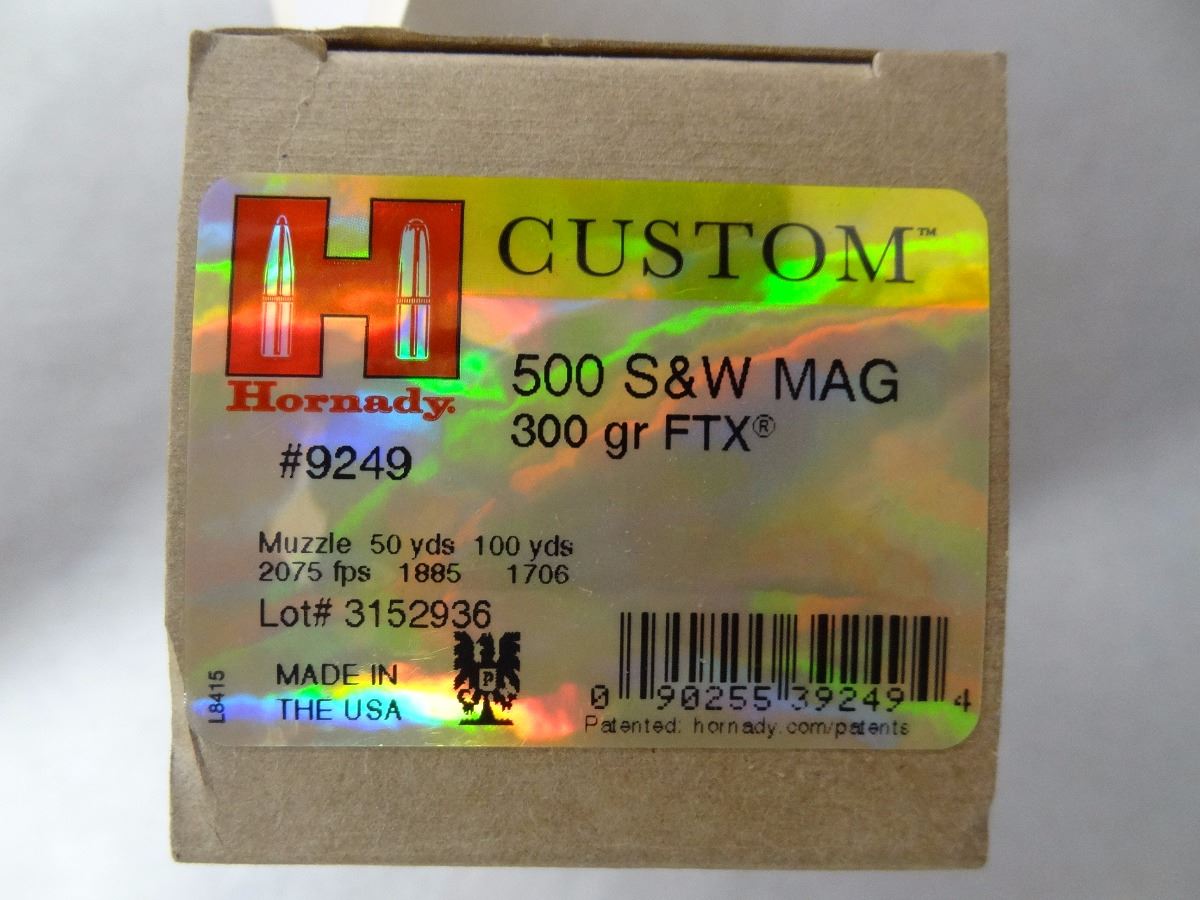 CUSTOM™
Hornady.
500 S&W MAG
300 gr FTX®
#9249
Muzzle 50 yds 100 yds
2075 fps 1885 1706
Lot# 3152936
L8415
MADE IN
THE USA
P
0 90255 39249 4
Patented: hornady.com/patents